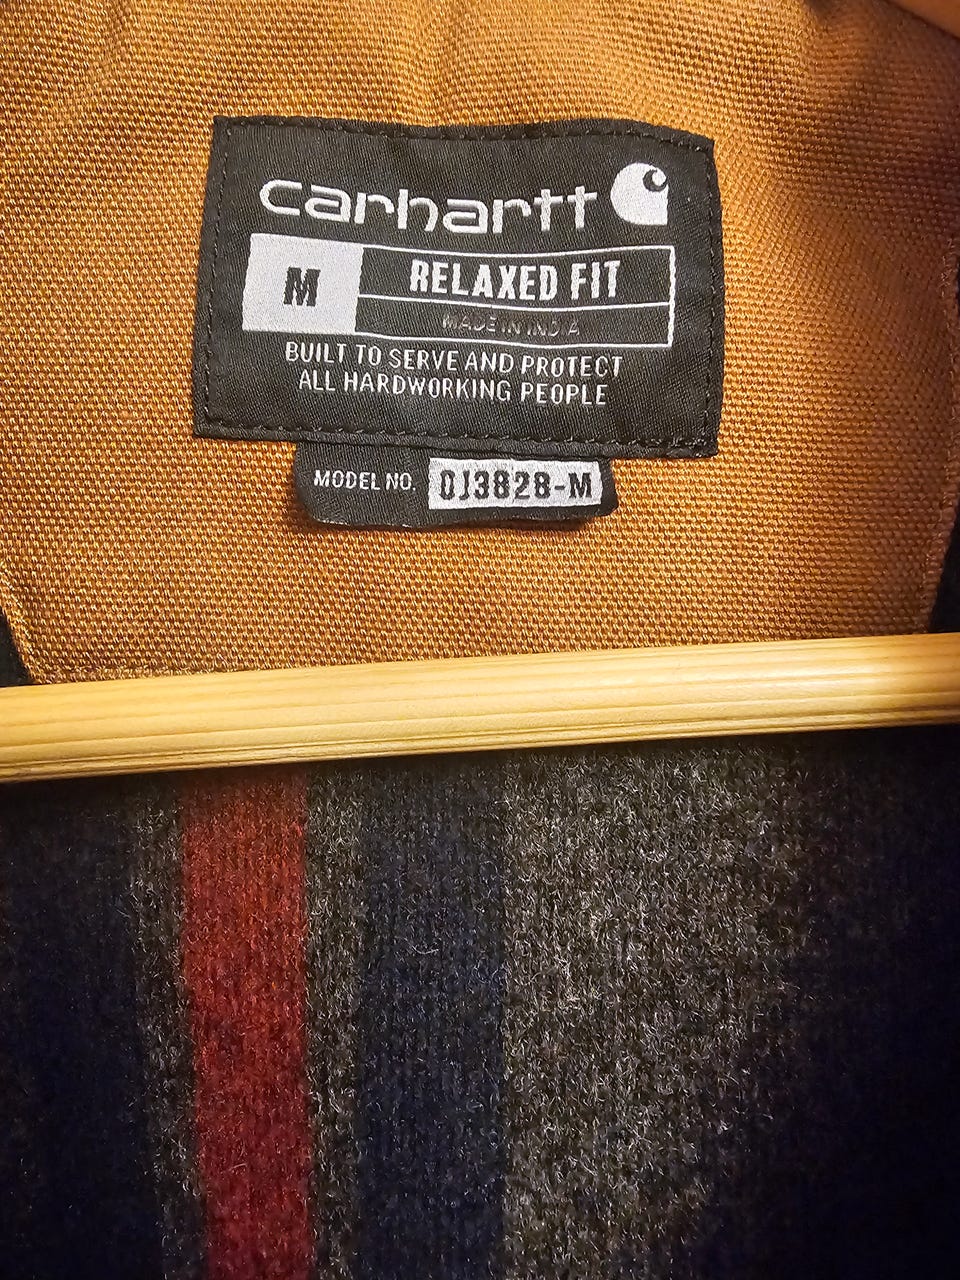 carhartt
M
RELAXED FIT
MADE IN INDIA
BUILT TO SERVE AND PROTECT
ALL HARDWORKING PEOPLE
MODEL NO. OJ3828-M